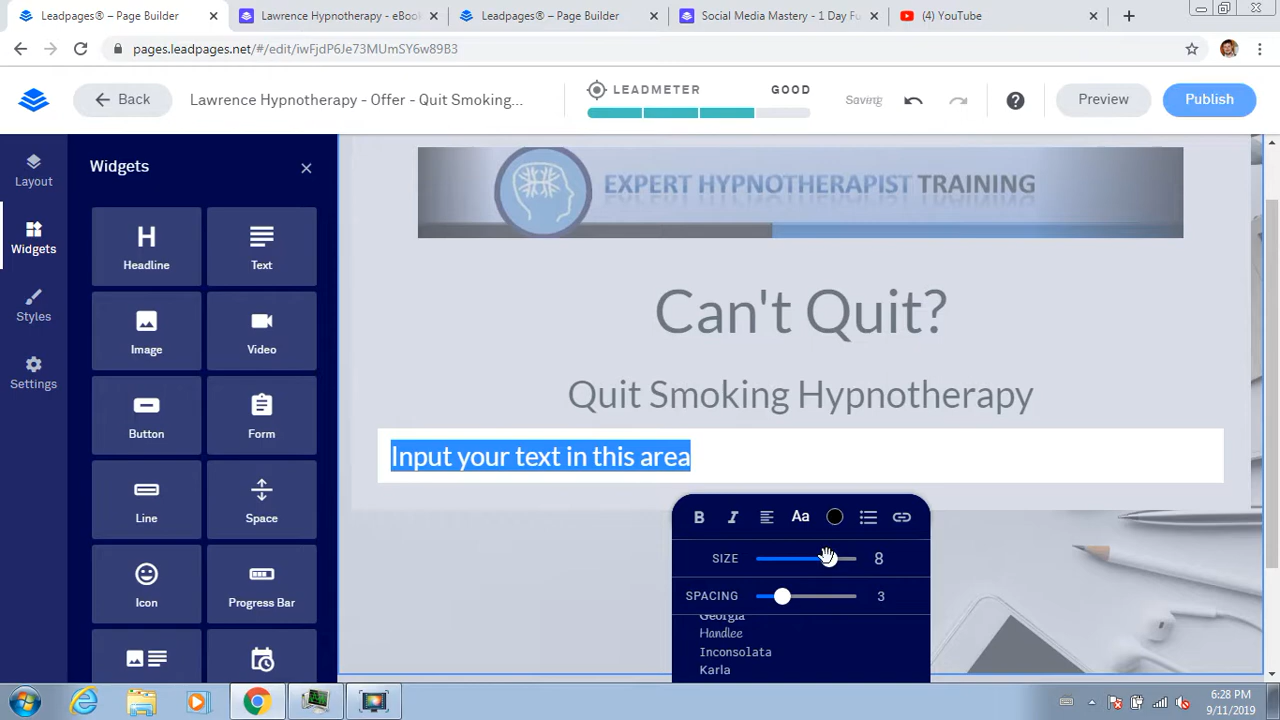 Leadpages® – Page Builder
Lawrence Hypnotherapy - eBook
Leadpages® – Page Builder
Social Media Mastery - 1 Day Fu
(4) YouTube
pages.leadpages.net/#/edit/iwFjdP6Je73MUmSY6w89B3
Back
Lawrence Hypnotherapy - Offer - Quit Smoking...
LEADMETER
GOOD
Saving
Preview
Publish
Layout
Widgets
Styles
Settings
Widgets
H
Headline
Text
Image
Video
Button
Form
Line
Space
Icon
Progress Bar
EXPERT HYPNOTHERAPIST TRAINING
Can't Quit?
Quit Smoking Hypnotherapy
Input your text in this area
B I Aa
SIZE 8
SPACING 3
Georgia
Handlee
Inconsolata
Karla
6:28 PM
9/11/2019